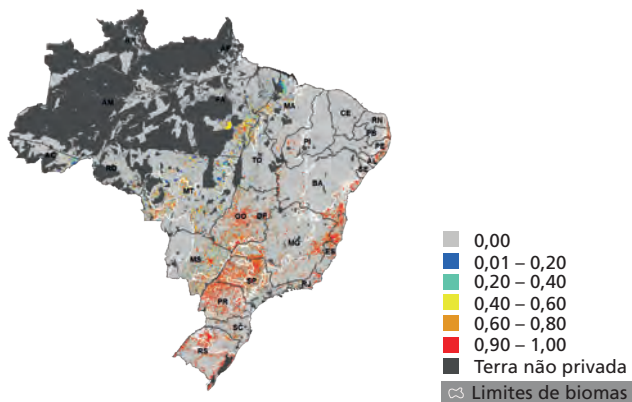 RR
AP
AM
PA
MA
CE
RN
PB
PE
AL
SE
PI
AC
RO
TO
BA
MT
GO
DF
MG
ES
MS
SP
RJ
PR
SC
RS
0,00
0,01 – 0,20
0,20 – 0,40
0,40 – 0,60
0,60 – 0,80
0,90 – 1,00
Terra não privada
Limites de biomas